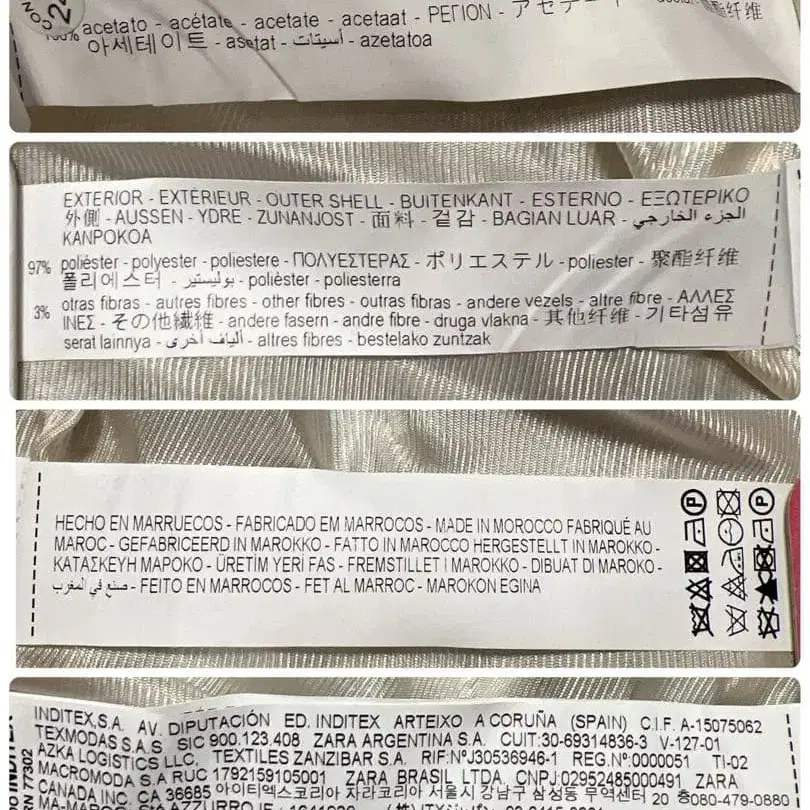 acetato - acétate - acetate - acetaat - ΡΕΓΙΟΝ - アセテート
아세테이트 - asetat - أسيتات - azetatoa
EXTERIOR - EXTÉRIEUR - OUTER SHELL - BUITENKANT - ESTERNO - ΕΞΩΤΕΡΙΚΟ
外側 - AUSSEN - YDRE - ZUNANJOST - 面料 - 겉감 - BAGIAN LUAR - الجزء الخارجي -
KANPOKOA
97% poliéster - polyester - poliestere - ΠΟΛΥΕΣΤΕΡΑΣ - ポリエステル - poliester - 聚酯纤维
폴리에스터 - بوليستير - polièster - poliesterra
3% otras fibras - autres fibres - other fibres - outras fibras - andere vezels - altre fibre - ΑΛΛΕΣ
ΙΝΕΣ - その他繊維 - andere fasern - andre fibre - druga vlakna - 其他纤维 - 기타섬유
serat lainnya - ألياف أخرى - altres fibres - bestelako zuntzak
HECHO EN MARRUECOS - FABRICADO EM MARROCOS - MADE IN MOROCCO FABRIQUÉ AU
MAROC - GEFABRICEERD IN MAROKKO - FATTO IN MAROCCO HERGESTELLT IN MAROKKO -
ΚΑΤΑΣΚΕΥΗ ΜΑΡΟΚΟ - ÜRETİM YERİ FAS - FREMSTILLET I MAROKKO - DIBUAT DI MAROKO -
صنع في المغرب - FEITO EN MARROCOS - FET AL MARROC - MAROKON EGINA
INDITEX,S.A. AV. DIPUTACIÓN ED. INDITEX ARTEIXO A CORUÑA (SPAIN) C.I.F. A-15075062
TEXMODAS S.A.S SIC 900.123.408 ZARA ARGENTINA S.A. CUIT:30-69314836-3 V-127-01
AZKA LOGISTICS LLC, TEXTILES ZANZIBAR S.A. RIF:NºJ30536946-1 REG.Nº:0000051 TI-02
MACROMODA S.A RUC 1792159105001 ZARA BRASIL LTDA. CNPJ:02952485000491 ZARA
CANADA INC. CA 36685 아이티엑스코리아 자라코리아 서울시 강남구 삼성동 무역센터 20 층080-479-0880
RN 77302